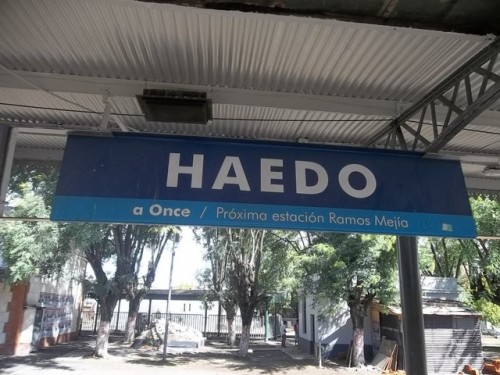 HAEDO
a Once / Próxima estación Ramos Mejía